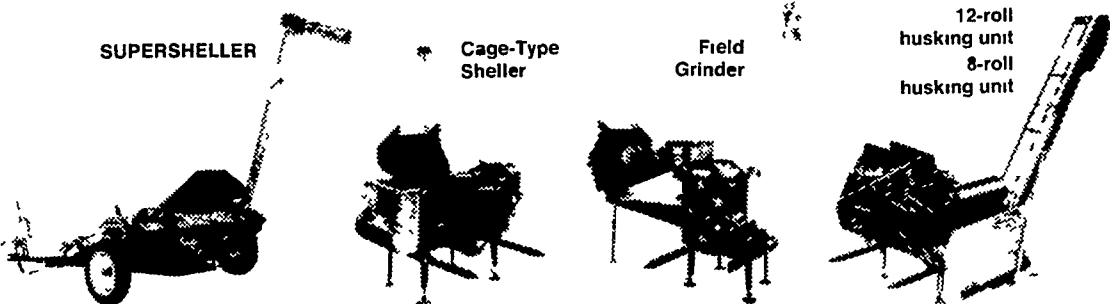 SUPERSHELLER
Cage-Type
Sheller
Field
Grinder
12-roll
husking unit
8-roll
husking unit